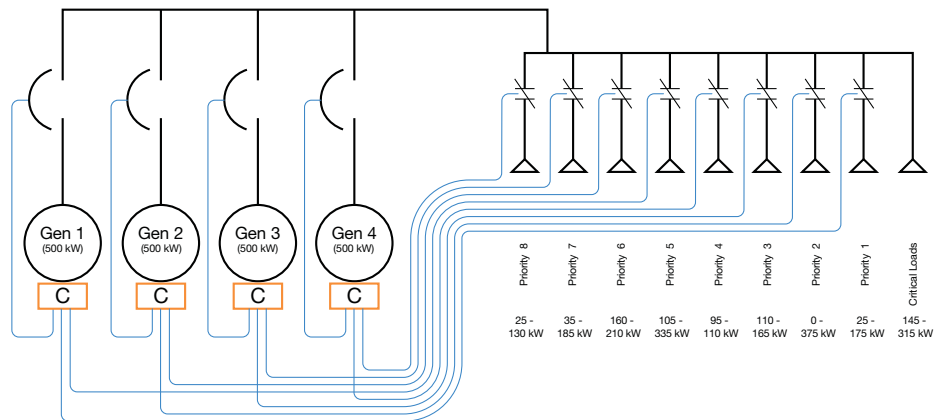 Gen 1
(500 kW)
Gen 2
(500 kW)
Gen 3
(500 kW)
Gen 4
(500 kW)
C
C
C
C
Priority 8
Priority 7
Priority 6
Priority 5
Priority 4
Priority 3
Priority 2
Priority 1
Critical Loads
25 -
130 kW
35 -
185 kW
160 -
210 kW
105 -
335 kW
95 -
110 kW
110 -
165 kW
0 -
375 kW
25 -
175 kW
145 -
315 kW